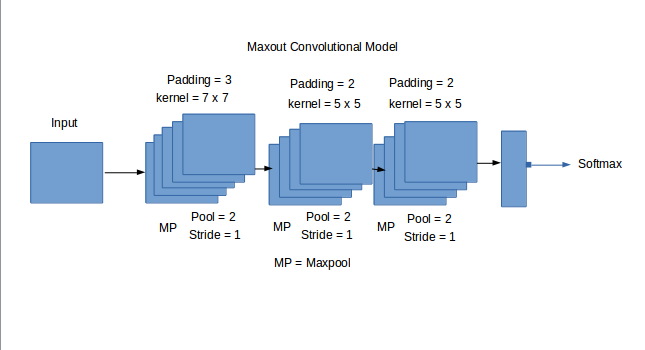 Maxout Convolutional Model
Padding = 3
kernel = 7 x 7
Padding = 2
kernel = 5 x 5
Padding = 2
kernel = 5 x 5
Input
Softmax
MP
Pool = 2
Stride = 1
MP
Pool = 2
Stride = 1
MP
Pool = 2
Stride = 1
MP = Maxpool